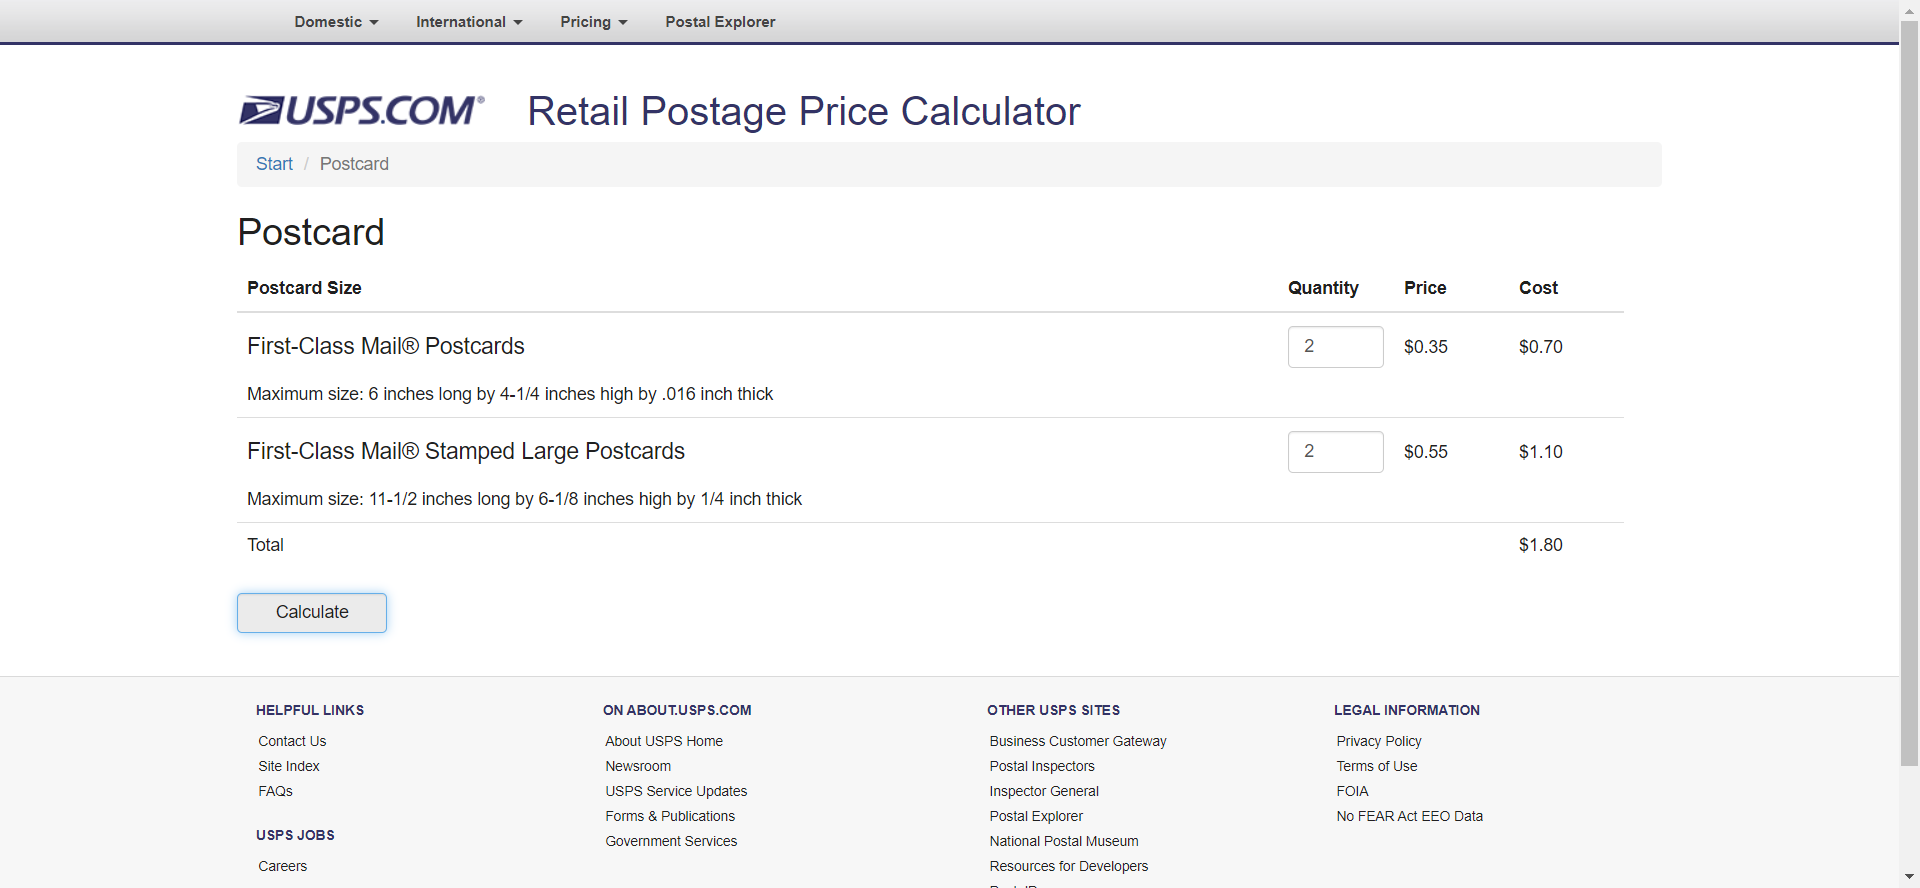 Domestic International Pricing Postal Explorer
USPS.COM® Retail Postage Price Calculator
Start / Postcard
Postcard
Postcard Size Quantity Price Cost
First-Class Mail® Postcards 2 $0.35 $0.70
Maximum size: 6 inches long by 4-1/4 inches high by .016 inch thick
First-Class Mail® Stamped Large Postcards 2 $0.55 $1.10
Maximum size: 11-1/2 inches long by 6-1/8 inches high by 1/4 inch thick
Total $1.80
Calculate
HELPFUL LINKS
Contact Us
Site Index
FAQs
USPS JOBS
Careers
ON ABOUT.USPS.COM
About USPS Home
Newsroom
USPS Service Updates
Forms & Publications
Government Services
OTHER USPS SITES
Business Customer Gateway
Postal Inspectors
Inspector General
Postal Explorer
National Postal Museum
Resources for Developers
LEGAL INFORMATION
Privacy Policy
Terms of Use
FOIA
No FEAR Act EEO Data